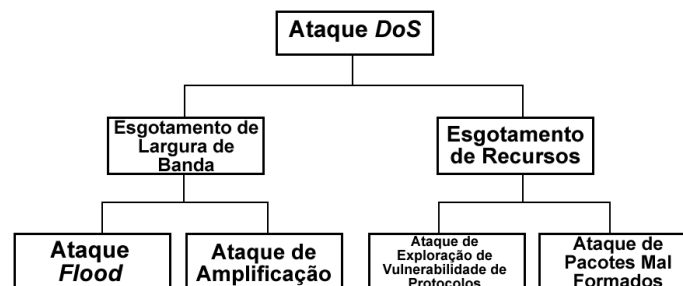 Ataque DoS
Esgotamento de
Largura de
Banda
Esgotamento
de Recursos
Ataque
Flood
Ataque de
Amplificação
Ataque de
Exploração de
Vulnerabilidade de
Protocolos
Ataque de
Pacotes Mal
Formados